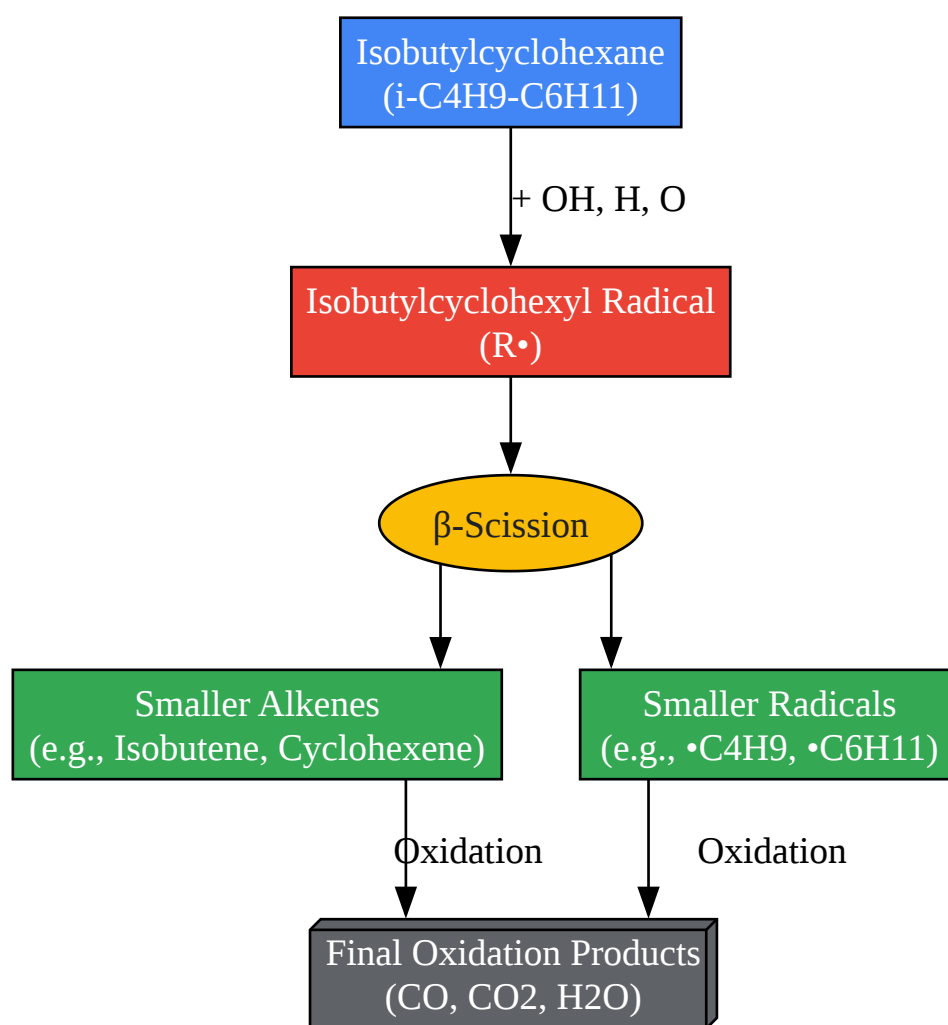 Isobutylcyclohexane
(i-C4H9-C6H11)
+ OH, H, O
Isobutylcyclohexyl Radical
(R•)
β-Scission
Smaller Alkenes
(e.g., Isobutene, Cyclohexene)
Smaller Radicals
(e.g., •C4H9, •C6H11)
Oxidation
Oxidation
Final Oxidation Products
(CO, CO2, H2O)